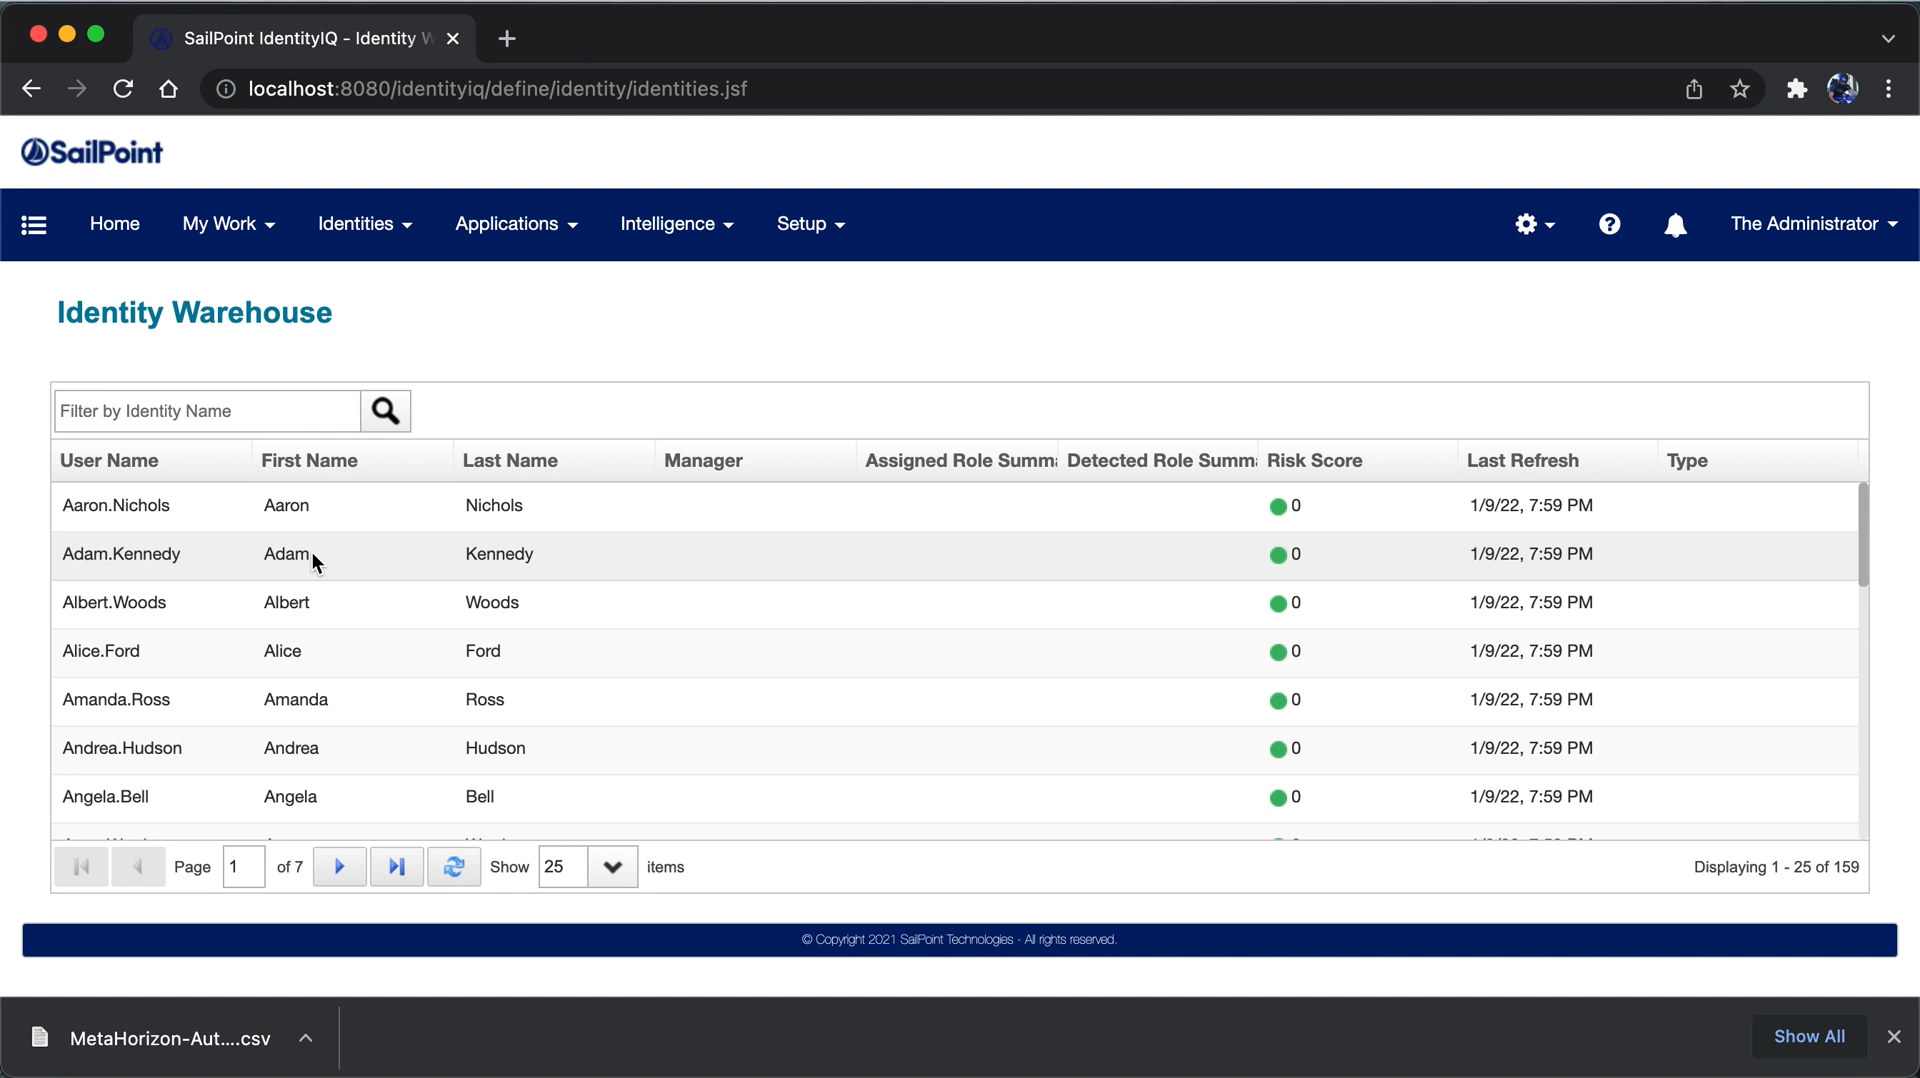 SailPoint IdentityIQ - Identity W
localhost:8080/identityiq/define/identity/identities.jsf
SailPoint
Home My Work Identities Applications Intelligence Setup The Administrator
Identity Warehouse
Filter by Identity Name
User Name First Name Last Name Manager Assigned Role Summa Detected Role Summa Risk Score Last Refresh Type
Aaron.Nichols Aaron Nichols 0 1/9/22, 7:59 PM
Adam.Kennedy Adam Kennedy 0 1/9/22, 7:59 PM
Albert.Woods Albert Woods 0 1/9/22, 7:59 PM
Alice.Ford Alice Ford 0 1/9/22, 7:59 PM
Amanda.Ross Amanda Ross 0 1/9/22, 7:59 PM
Andrea.Hudson Andrea Hudson 0 1/9/22, 7:59 PM
Angela.Bell Angela Bell 0 1/9/22, 7:59 PM
Page 1 of 7 Show 25 items Displaying 1 - 25 of 159
© Copyright 2021 SailPoint Technologies - All rights reserved.
MetaHorizon-Aut....csv Show All